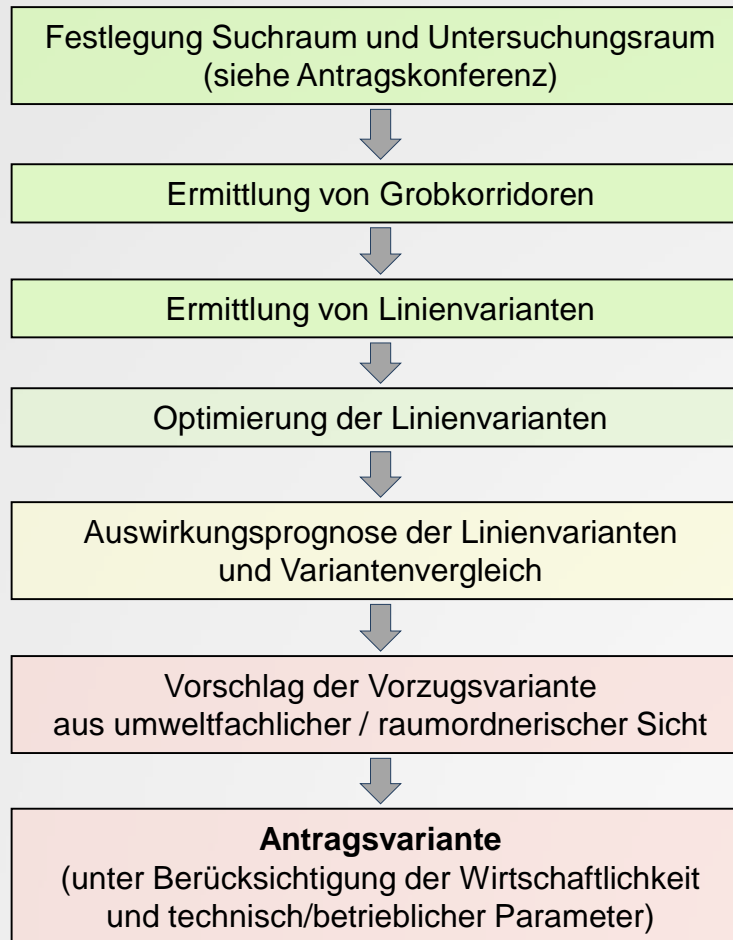 Festlegung Suchraum und Untersuchungsraum
(siehe Antragskonferenz)
Ermittlung von Grobkorridoren
Ermittlung von Linienvarianten
Optimierung der Linienvarianten
Auswirkungsprognose der Linienvarianten
und Variantenvergleich
Vorschlag der Vorzugsvariante
aus umweltfachlicher / raumordnerischer Sicht
Antragsvariante
(unter Berücksichtigung der Wirtschaftlichkeit
und technisch/betrieblicher Parameter)